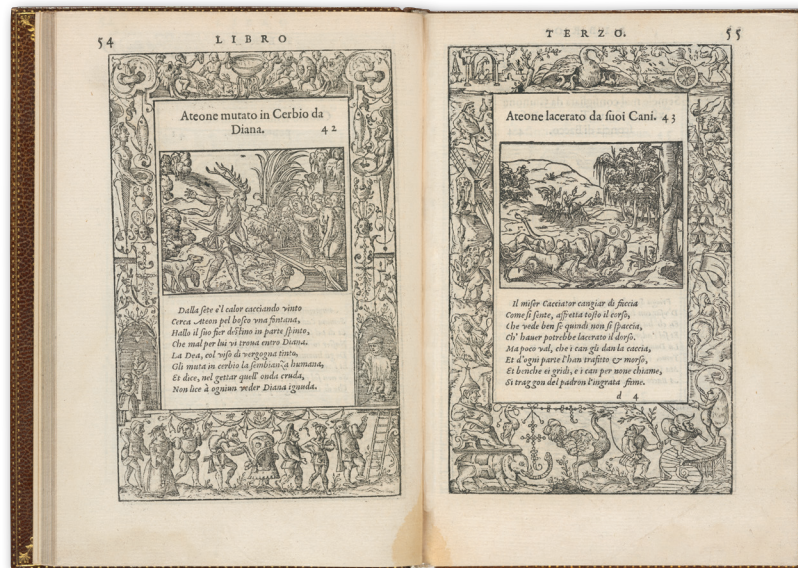 54
LIBRO
Ateone mutato in Cerbio da
Diana. 42
Dalla sete e'l calor cacciando vinto
Cerca Ateon pel bosco vna fontana,
Hallo il suo fier destino in parte spinto,
Che mal per lui vi troua entro Diana.
La Dea, col viso di vergogna tinto,
Gli muta in cerbio la sembianza humana,
Et dice, nel gettar quell' onda cruda,
Non lice à ogniun veder Diana ignuda.
TERZO.
55
Ateone lacerato da suoi Cani. 43
Il miser Cacciator cangiar di faccia
Come si sente, affretta tosto il corso,
Che vede ben se quindi non si spaccia,
Ch' hauer potrebbe lacerato il dorso.
Ma poco val, che i can gli dan la caccia,
Et d'ogni parte l'han trafitto & morso,
Et benche ei gridi, e i can per nome chiame,
Si traggon del padron l'ingrata fame.
d 4